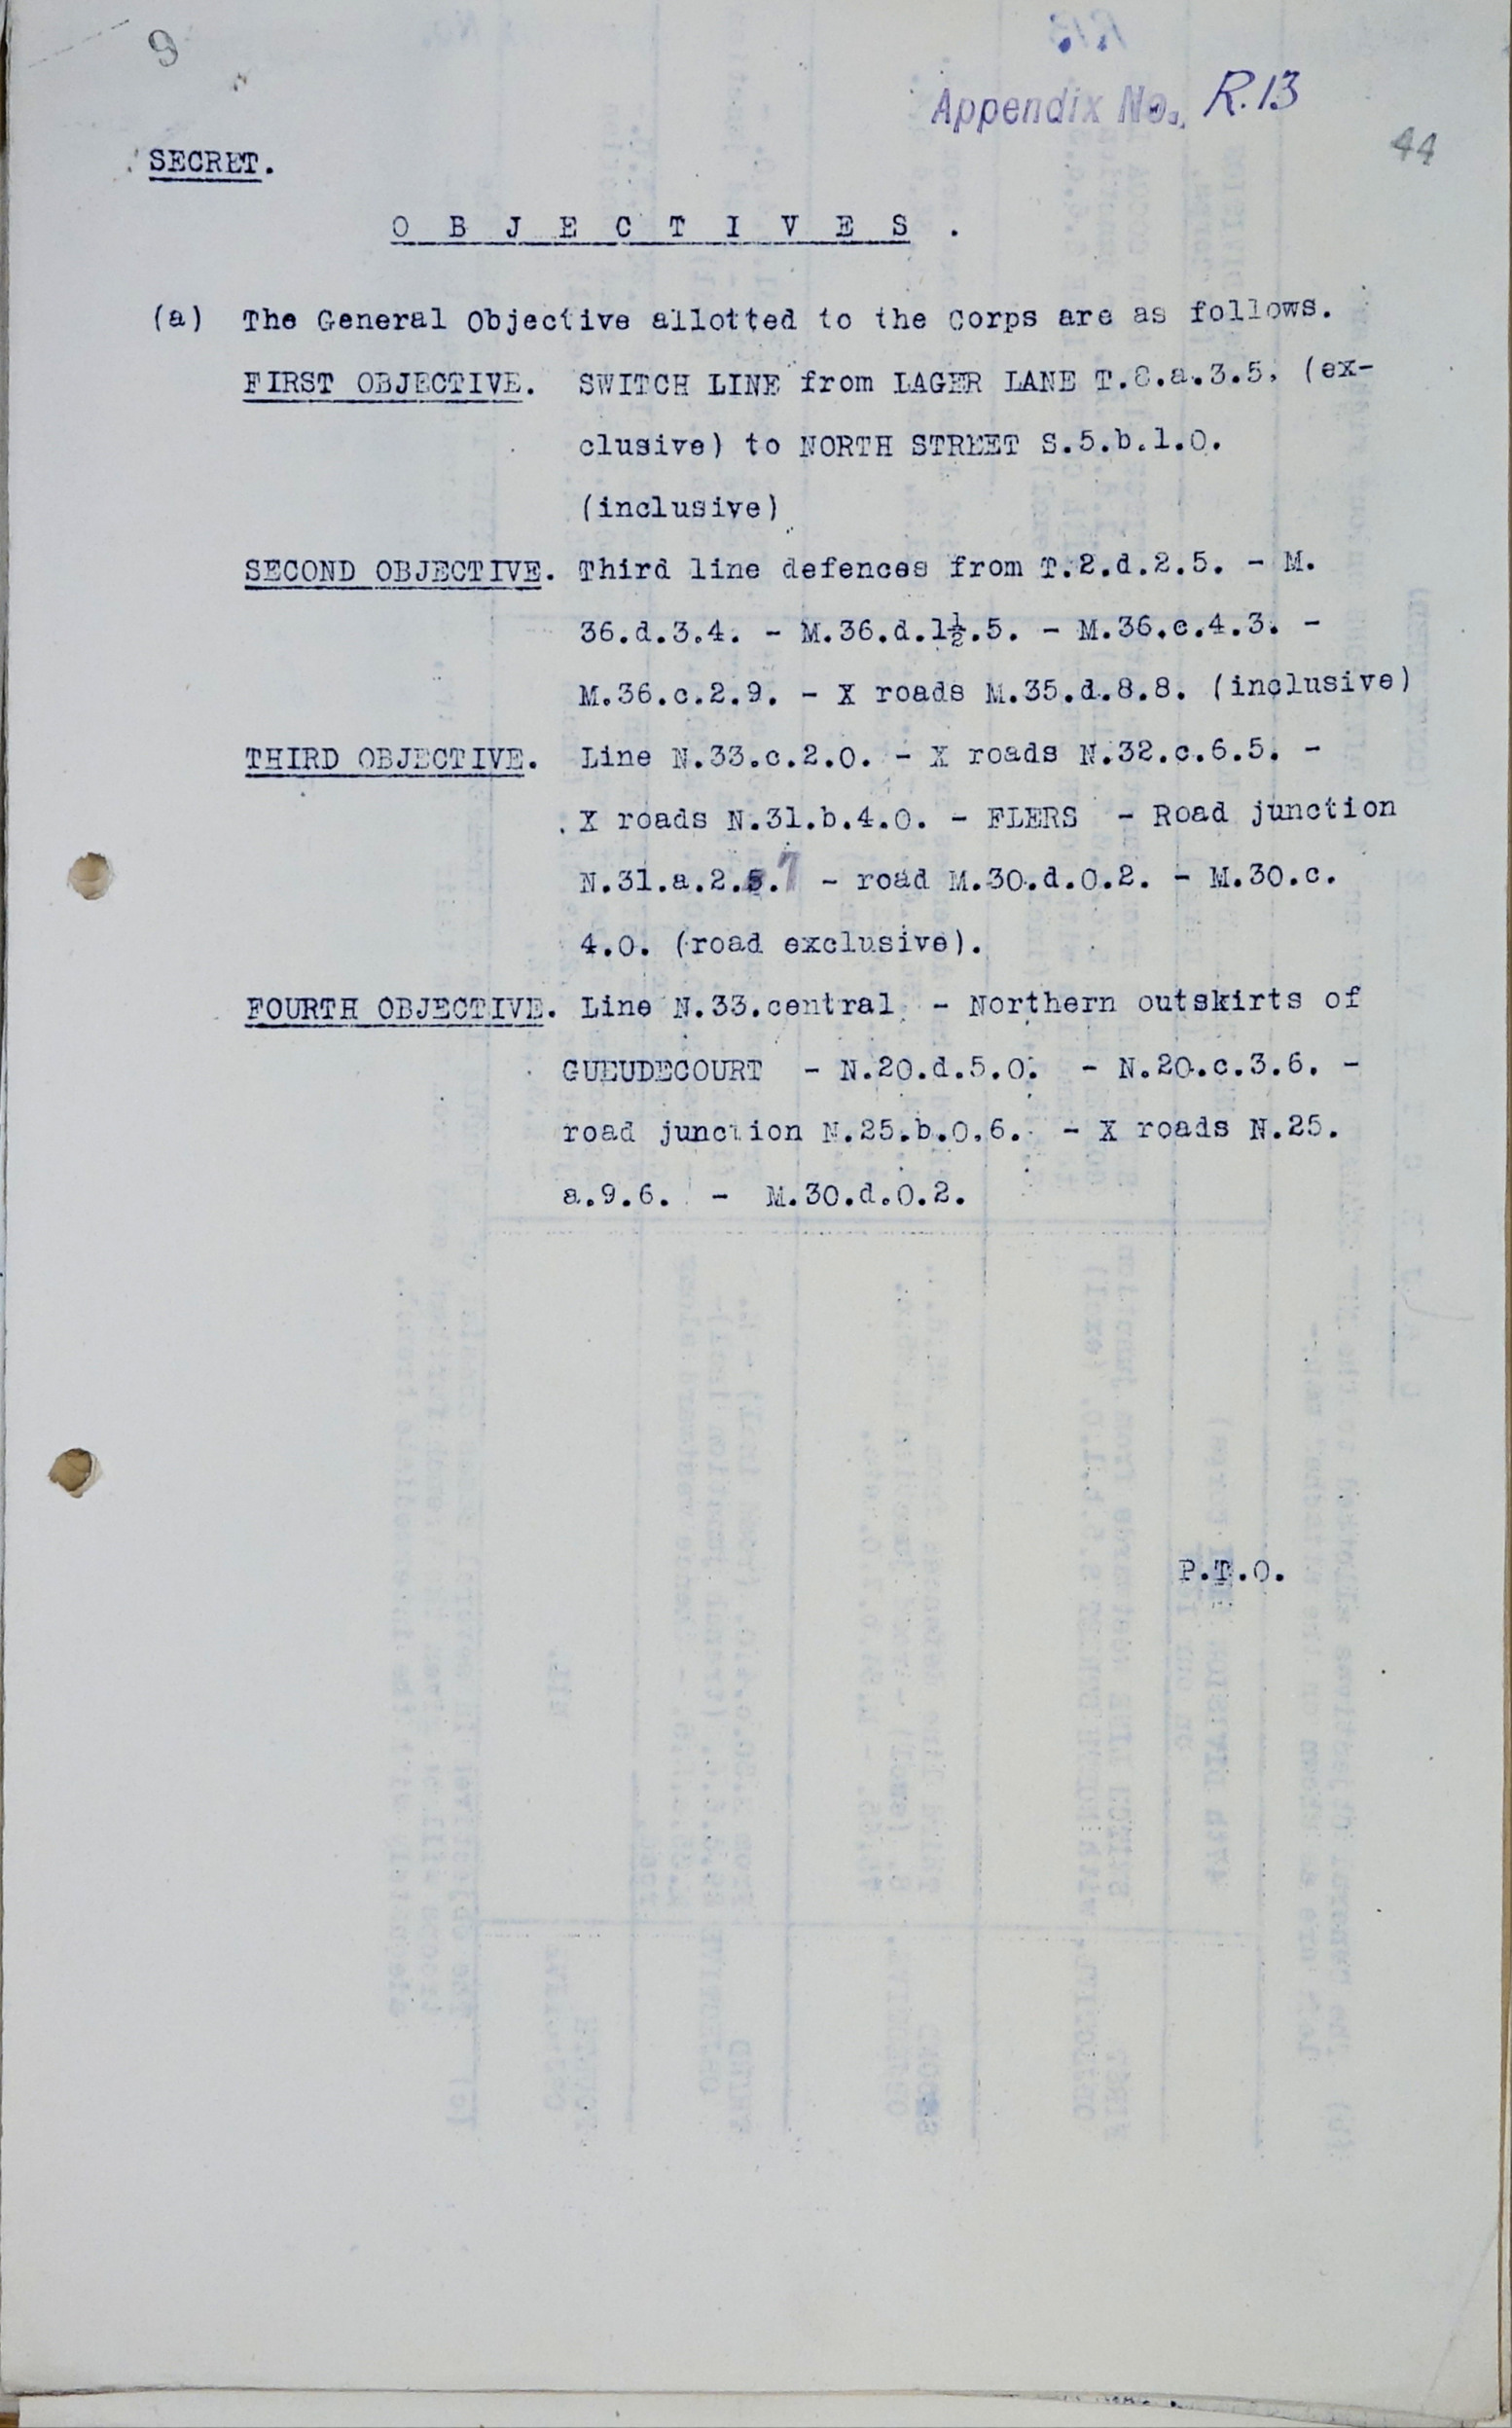 9
Appendix No. R.13
44
SECRET.
O B J E C T I V E S .
(a) The General Objective allotted to the Corps are as follows.
FIRST OBJECTIVE. SWITCH LINE from LAGER LANE T.8.a.3.5. (ex-
clusive) to NORTH STREET S.5.b.1.0.
(inclusive)
SECOND OBJECTIVE. Third line defences from T.2.d.2.5. - M.
36.d.3.4. - M.36.d.1½.5. - M.36.c.4.3. -
M.36.c.2.9. - X roads M.35.d.8.8. (inclusive)
THIRD OBJECTIVE. Line N.33.c.2.0. - X roads N.32.c.6.5. -
X roads N.31.b.4.0. - FLERS - Road junction
N.31.a.2.5.7 - road M.30.d.0.2. - M.30.c.
4.0. (road exclusive).
FOURTH OBJECTIVE. Line N.33.central - Northern outskirts of
GUEUDECOURT - N.20.d.5.0. - N.20.c.3.6. -
road junction N.25.b.0.6. - X roads N.25.
a.9.6. - M.30.d.0.2.
P.T.O.